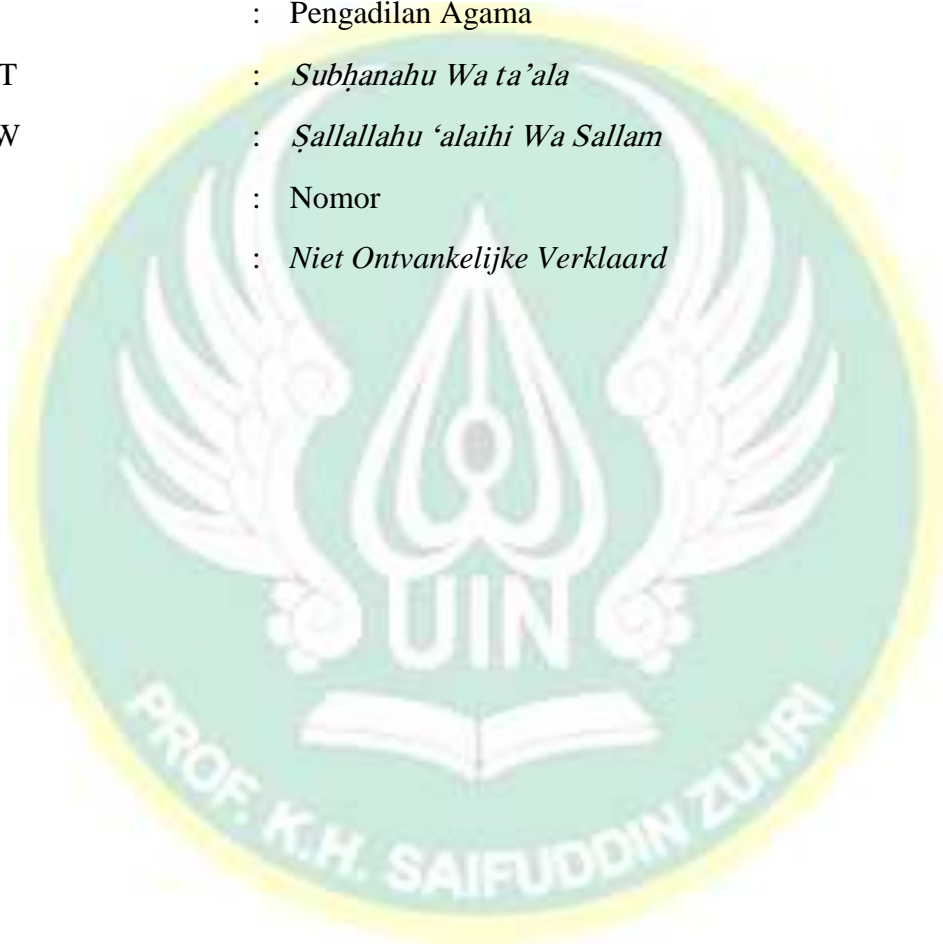 : Pengadilan Agama
T : Subḥanahu Wa ta’ala
W : Ṣallallahu ‘alaihi Wa Sallam
: Nomor
: Niet Ontvankelijke Verklaard
UIN
PROF. K.H. SAIFUDDIN ZUHRI